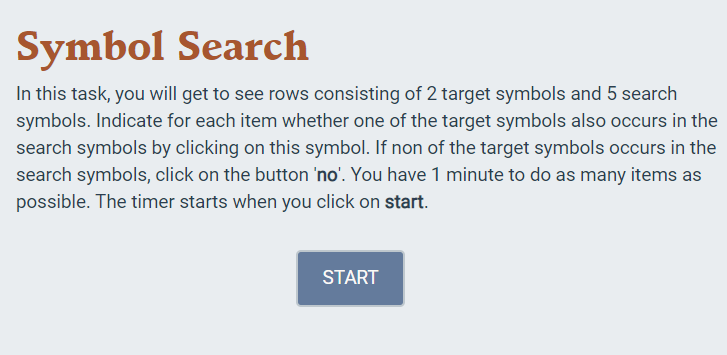 Symbol Search
In this task, you will get to see rows consisting of 2 target symbols and 5 search
symbols. Indicate for each item whether one of the target symbols also occurs in the
search symbols by clicking on this symbol. If non of the target symbols occurs in the
search symbols, click on the button 'no'. You have 1 minute to do as many items as
possible. The timer starts when you click on start.
START